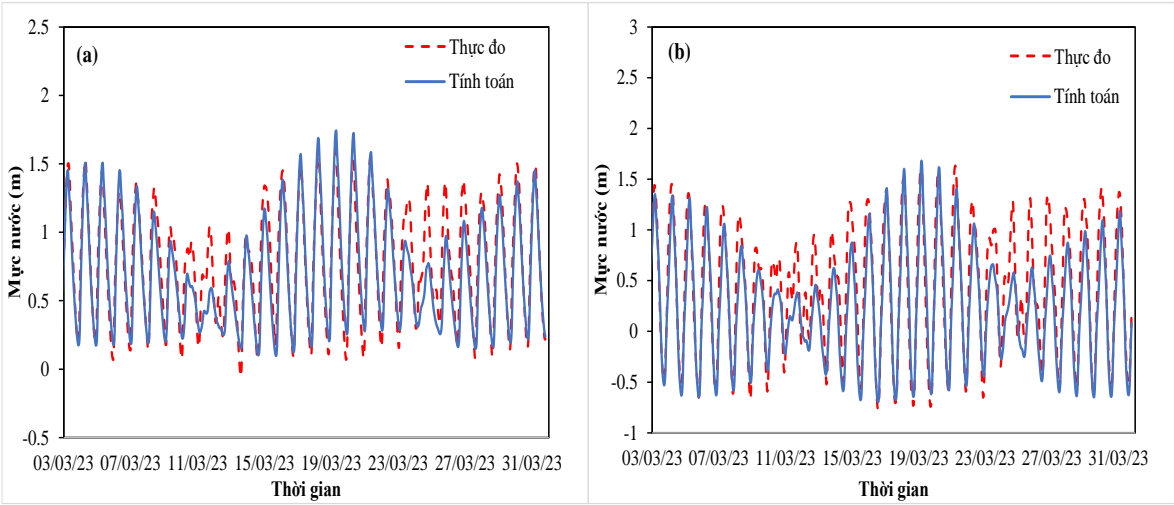 (a)
Thực đo
Tính toán
Mực nước (m)
2.5
2
1.5
1
0.5
0
-0.5
03/03/23 07/03/23 11/03/23 15/03/23 19/03/23 23/03/23 27/03/23 31/03/23
Thời gian
(b)
Thực đo
Tính toán
Mực nước (m)
3
2.5
2
1.5
1
0.5
0
-0.5
-1
03/03/23 07/03/23 11/03/23 15/03/23 19/03/23 23/03/23 27/03/23 31/03/23
Thời gian